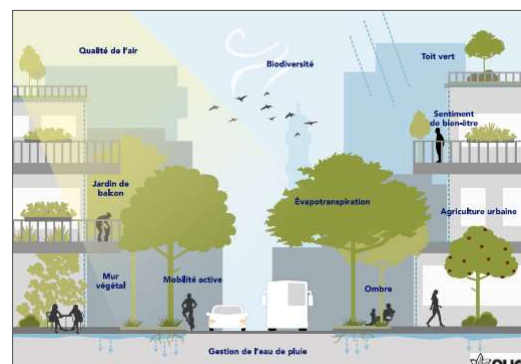 Qualité de l'air
Biodiversité
Toit vert
Sentiment
de bien-être
Jardin de
balcon
Évapotranspiration
Agriculture urbaine
Mur
végétal
Mobilité active
Ombre
Gestion de l'eau de pluie